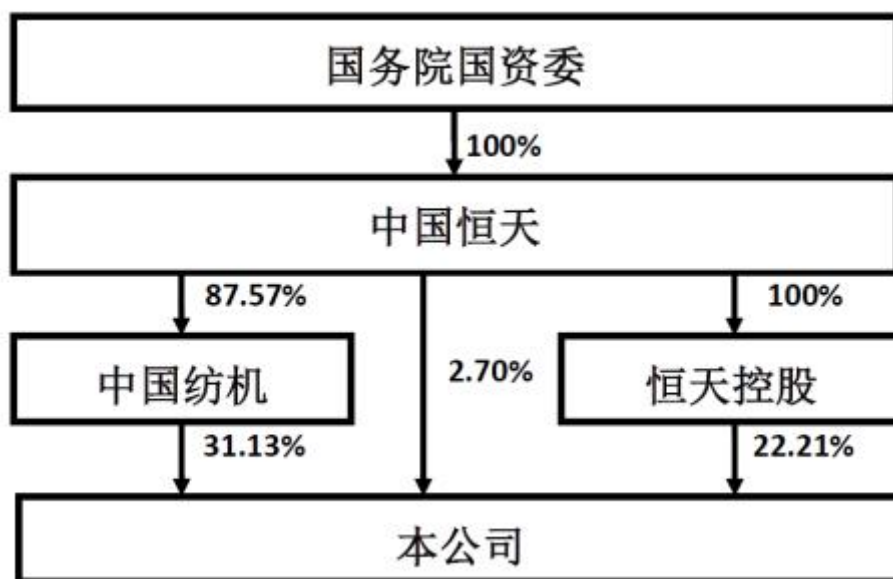 国务院国资委
100%
中国恒天
87.57%
100%
中国纺机
2.70%
恒天控股
31.13%
22.21%
本公司